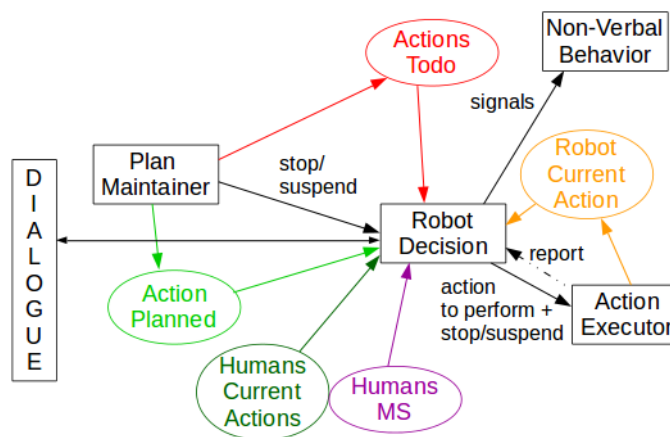 Actions
Todo
Non-Verbal
Behavior
signals
Plan
Maintainer
stop/
suspend
Robot
Current
Action
D
I
A
L
O
G
U
E
Robot
Decision
report
Action
Planned
action
to perform +
stop/suspend
Action
Executor
Humans
Current
Actions
Humans
MS